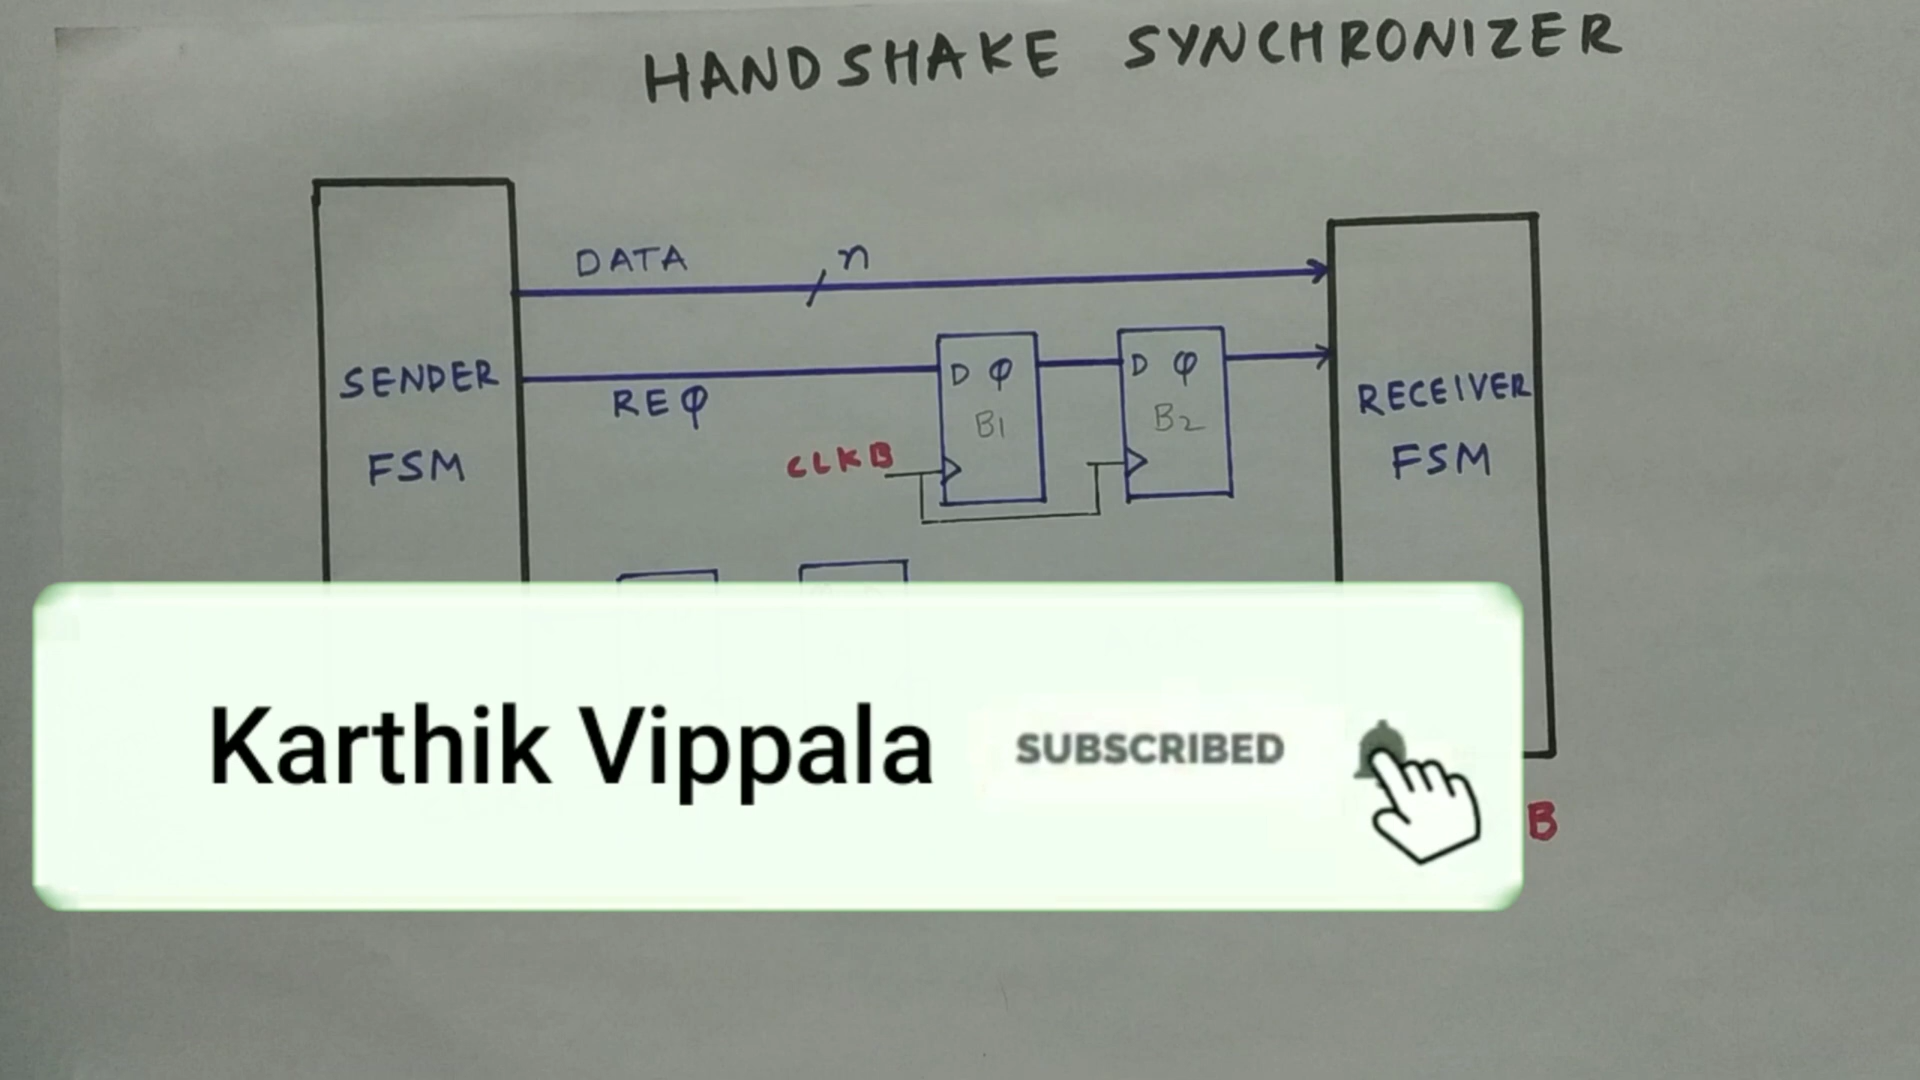 HANDSHAKE SYNCHRONIZER
DATA
n
SENDER
FSM
REQ
D Q
B1
D Q
B2
CLKB
RECEIVER
FSM
Karthik Vippala
SUBSCRIBED
B